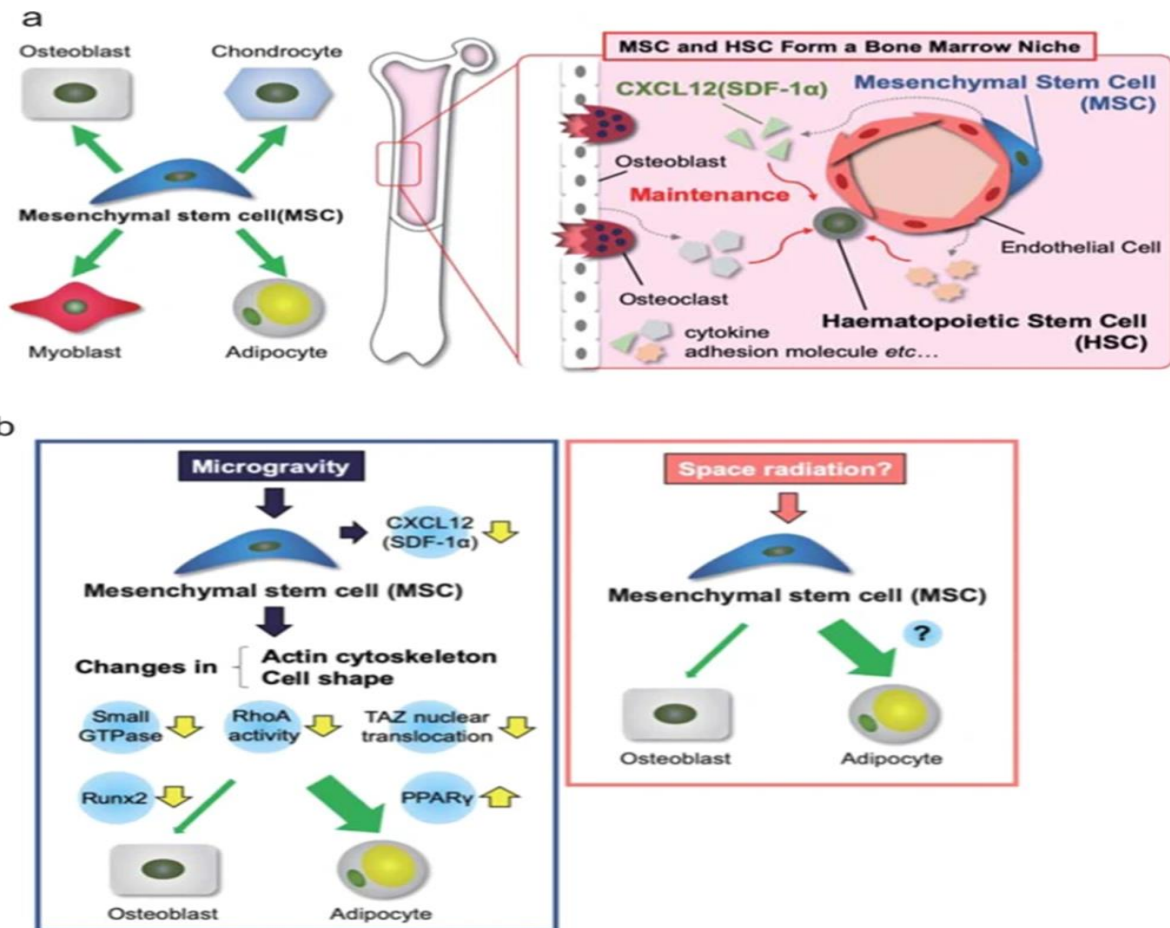 a
Osteoblast
Chondrocyte
Mesenchymal stem cell(MSC)
Myoblast
Adipocyte
MSC and HSC Form a Bone Marrow Niche
CXCL12(SDF-1α)
Mesenchymal Stem Cell
(MSC)
Osteoblast
Maintenance
Endothelial Cell
Osteoclast
Haematopoietic Stem Cell
(HSC)
cytokine
adhesion molecule etc...
b
Microgravity
CXCL12
(SDF-1α)
Mesenchymal stem cell (MSC)
Changes in
Actin cytoskeleton
Cell shape
Small
GTPase
RhoA
activity
TAZ nuclear
translocation
Runx2
PPARγ
Osteoblast
Adipocyte
Space radiation?
Mesenchymal stem cell (MSC)
?
Osteoblast
Adipocyte